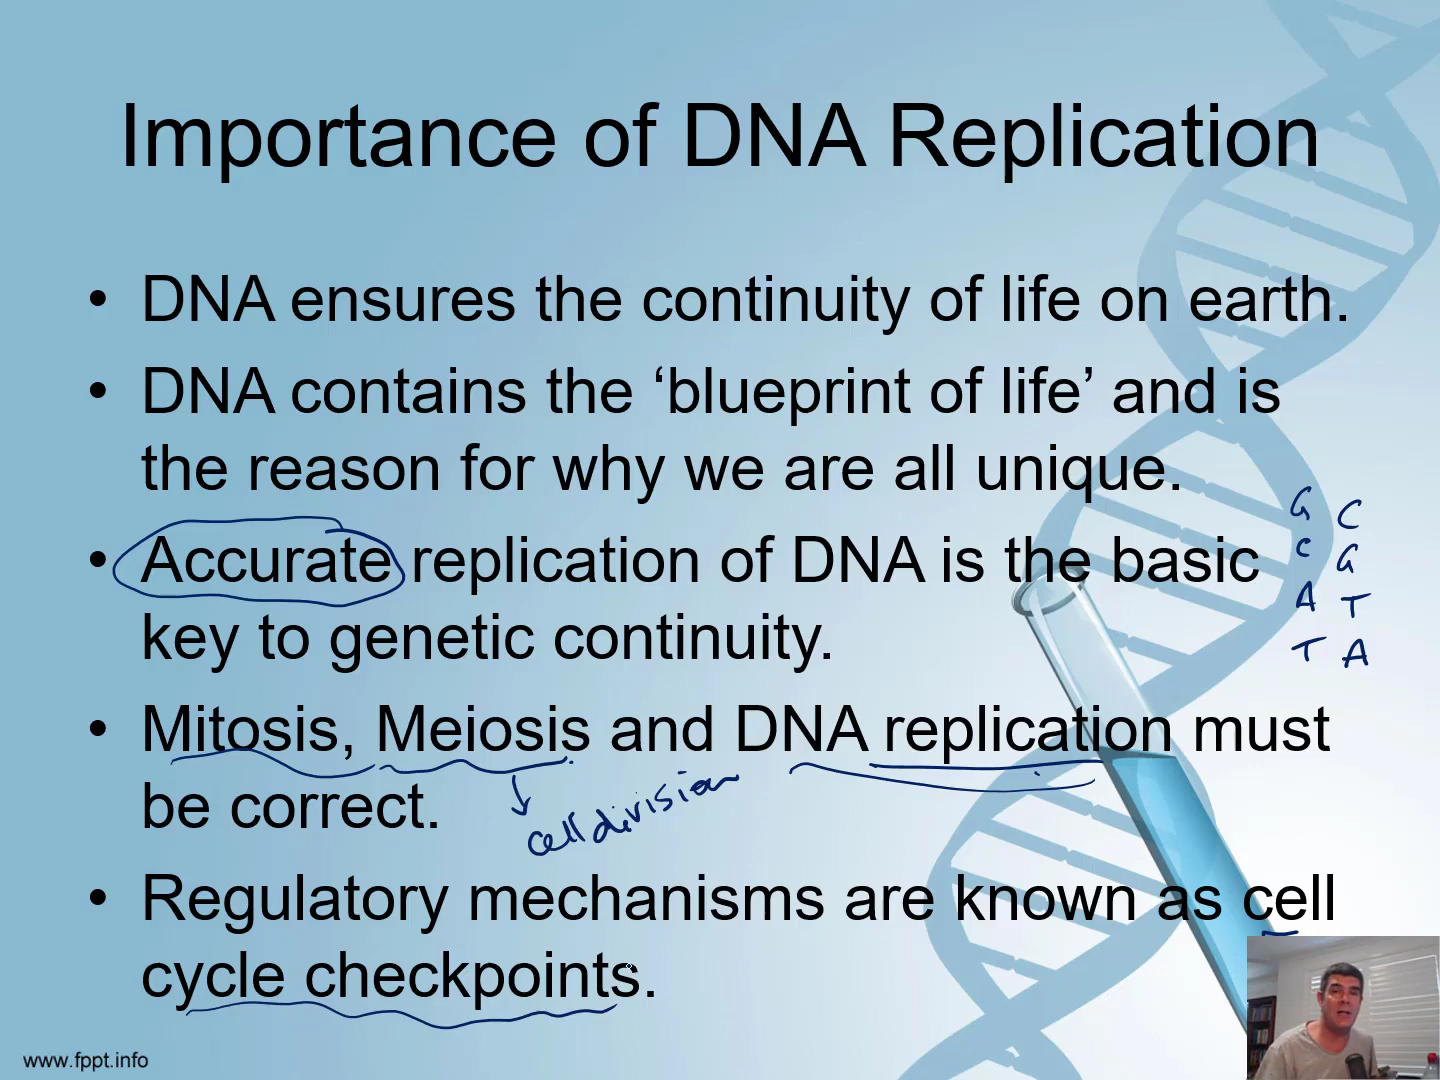 Importance of DNA Replication
• DNA ensures the continuity of life on earth.
• DNA contains the ‘blueprint of life’ and is
the reason for why we are all unique.
• Accurate replication of DNA is the basic
key to genetic continuity.
G C
C G
A T
T A
• Mitosis, Meiosis and DNA replication must
be correct.
cell division
• Regulatory mechanisms are known as cell
cycle checkpoints.
www.fppt.info